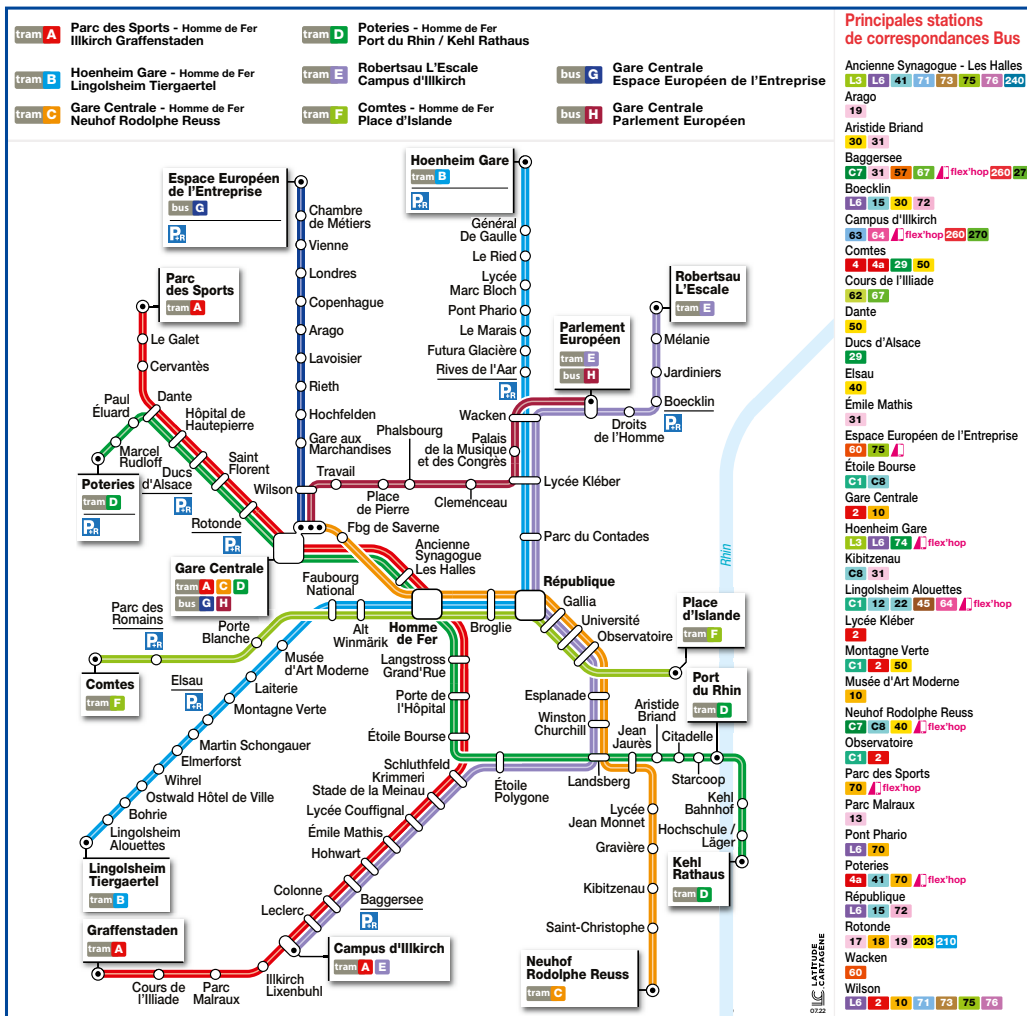 tram A Parc des Sports - Homme de Fer
Illkirch Graffenstaden
tram B Hoenheim Gare - Homme de Fer
Lingolsheim Tiergaertel
tram C Gare Centrale - Homme de Fer
Neuhof Rodolphe Reuss
tram D Poteries - Homme de Fer
Port du Rhin / Kehl Rathaus
tram E Robertsau L'Escale
Campus d'Illkirch
tram F Comtes - Homme de Fer
Place d'Islande
bus G Gare Centrale
Espace Européen de l'Entreprise
bus H Gare Centrale
Parlement Européen
Espace Européen
de l'Entreprise
bus G
P+R
Chambre
de Métiers
Vienne
Londres
Copenhague
Arago
Lavoisier
Rieth
Hochfelden
Gare aux
Marchandises
Wilson
Hoenheim Gare
tram B
P+R
Général
De Gaulle
Le Ried
Lycée
Marc Bloch
Pont Phario
Le Marais
Futura Glacière
Rives de l'Aar
P+R
Wacken
Palais
de la Musique
et des Congrès
Lycée Kléber
Parc du Contades
Parlement
Européen
tram E
bus H
Robertsau
L'Escale
tram E
Mélanie
Jardiniers
Boecklin
P+R
Droits
de l'Homme
Parc
des Sports
tram A
Le Galet
Cervantès
Dante
Paul
Éluard
Marcel
Rudloff
Poteries
tram D
P+R
Hôpital de
Hautepierre
Ducs
d'Alsace
P+R
Saint
Florent
Rotonde
P+R
Travail
Phalsbourg
Place
de Pierre
Clemenceau
Fbg de Saverne
Gare Centrale
tram A C D
bus G H
Ancienne
Synagogue
Les Halles
Faubourg
National
Alt
Winmärik
Homme
de Fer
Broglie
République
Gallia
Université
Observatoire
Place
d'Islande
tram F
Parc des
Romains
P+R
Porte
Blanche
Comtes
tram F
Musée
d'Art Moderne
Laiterie
Montagne Verte
Elsau
P+R
Martin Schongauer
Elmerforst
Wihrel
Ostwald Hôtel de Ville
Bohrie
Lingolsheim
Alouettes
Lingolsheim
Tiergaertel
tram B
Langstross
Grand'Rue
Porte de
l'Hôpital
Étoile Bourse
Schluthfeld
Krimmeri
Stade de la Meinau
Lycée Couffignal
Émile Mathis
Hohwart
Colonne
Leclerc
Baggersee
P+R
Campus d'Illkirch
tram A E
Illkirch
Lixenbuhl
Parc
Malraux
Cours de
l'Illiade
Graffenstaden
tram A
Étoile
Polygone
Esplanade
Winston
Churchill
Landsberg
Jean
Jaurès
Aristide
Briand
Citadelle
Starcoop
Port
du Rhin
tram D
Kehl
Bahnhof
Hochschule /
Läger
Kehl
Rathaus
tram D
Lycée
Jean Monnet
Gravière
Kibitzenau
Saint-Christophe
Neuhof
Rodolphe Reuss
tram C
Rhin
LATITUDE
CARTAGÈNE
07.22
Principales stations
de correspondances Bus
Ancienne Synagogue - Les Halles
L3 L6 41 71 73 75 76 240
Arago
19
Aristide Briand
30 31
Baggersee
C7 31 57 67 flex'hop 260 27
Boecklin
L6 15 30 72
Campus d'Illkirch
63 64 flex'hop 260 270
Comtes
4 4a 29 50
Cours de l'Illiade
62 67
Dante
50
Ducs d'Alsace
29
Elsau
40
Émile Mathis
31
Espace Européen de l'Entreprise
60 75
Étoile Bourse
C1 C8
Gare Centrale
2 10
Hoenheim Gare
L3 L6 74 flex'hop
Kibitzenau
C8 31
Lingolsheim Alouettes
C1 12 22 45 64 flex'hop
Lycée Kléber
2
Montagne Verte
C1 2 50
Musée d'Art Moderne
10
Neuhof Rodolphe Reuss
C7 C8 40 flex'hop
Observatoire
C1 2
Parc des Sports
70 flex'hop
Parc Malraux
13
Pont Phario
L6 70
Poteries
4a 41 70 flex'hop
République
L6 15 72
Rotonde
17 18 19 203 210
Wacken
60
Wilson
L6 2 10 71 73 75 76